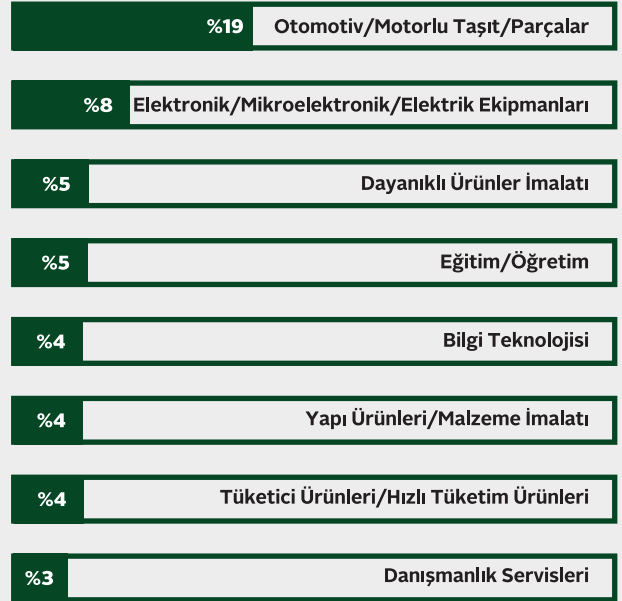 %19 Otomotiv/Motorlu Taşıt/Parçalar
%8 Elektronik/Mikroelektronik/Elektrik Ekipmanları
%5 Dayanıklı Ürünler İmalatı
%5 Eğitim/Öğretim
%4 Bilgi Teknolojisi
%4 Yapı Ürünleri/Malzeme İmalatı
%4 Tüketici Ürünleri/Hızlı Tüketim Ürünleri
%3 Danışmanlık Servisleri